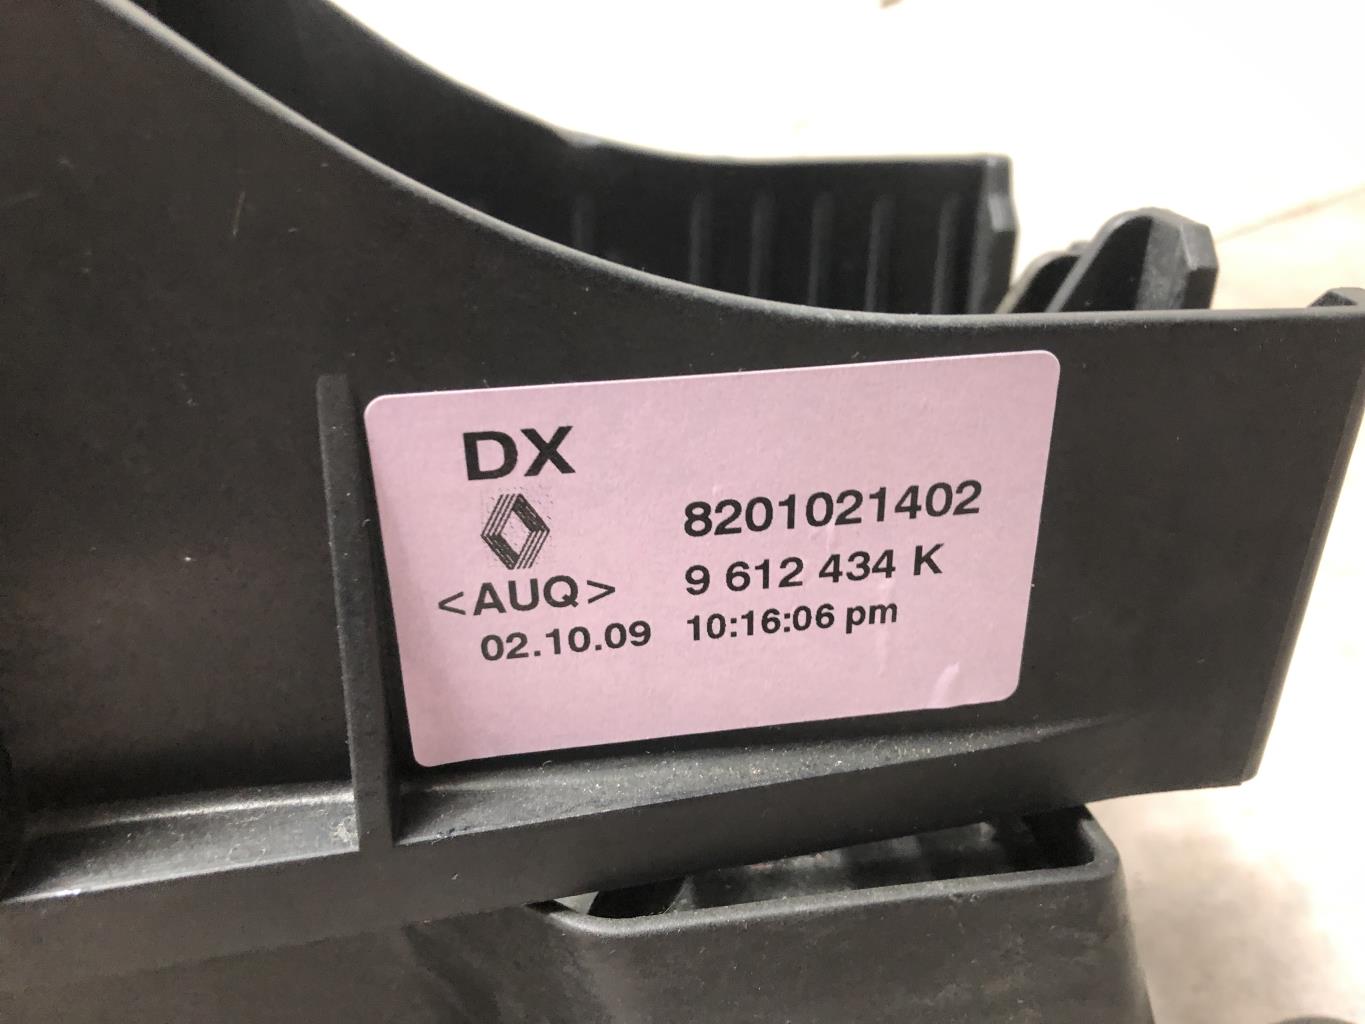 DX
8201021402
<AUQ> 9 612 434 K
02.10.09 10:16:06 pm